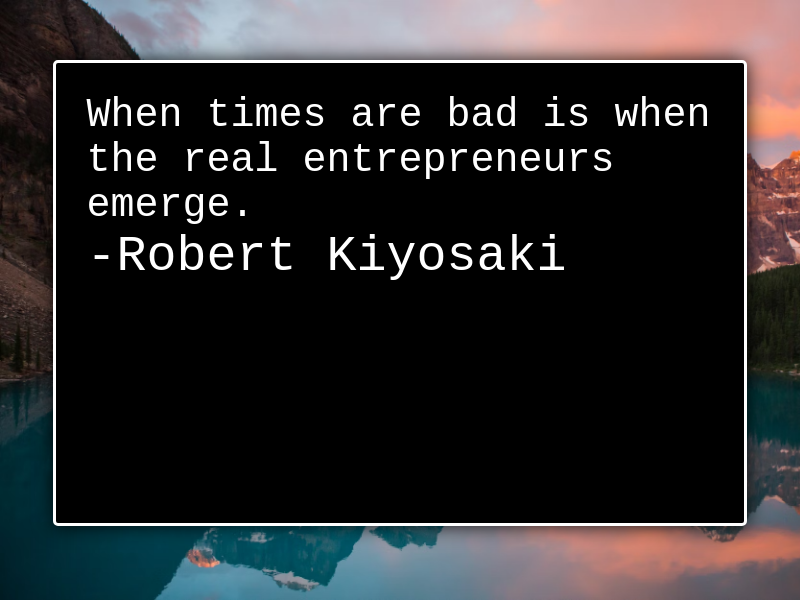 When times are bad is when
the real entrepreneurs
emerge.
-Robert Kiyosaki